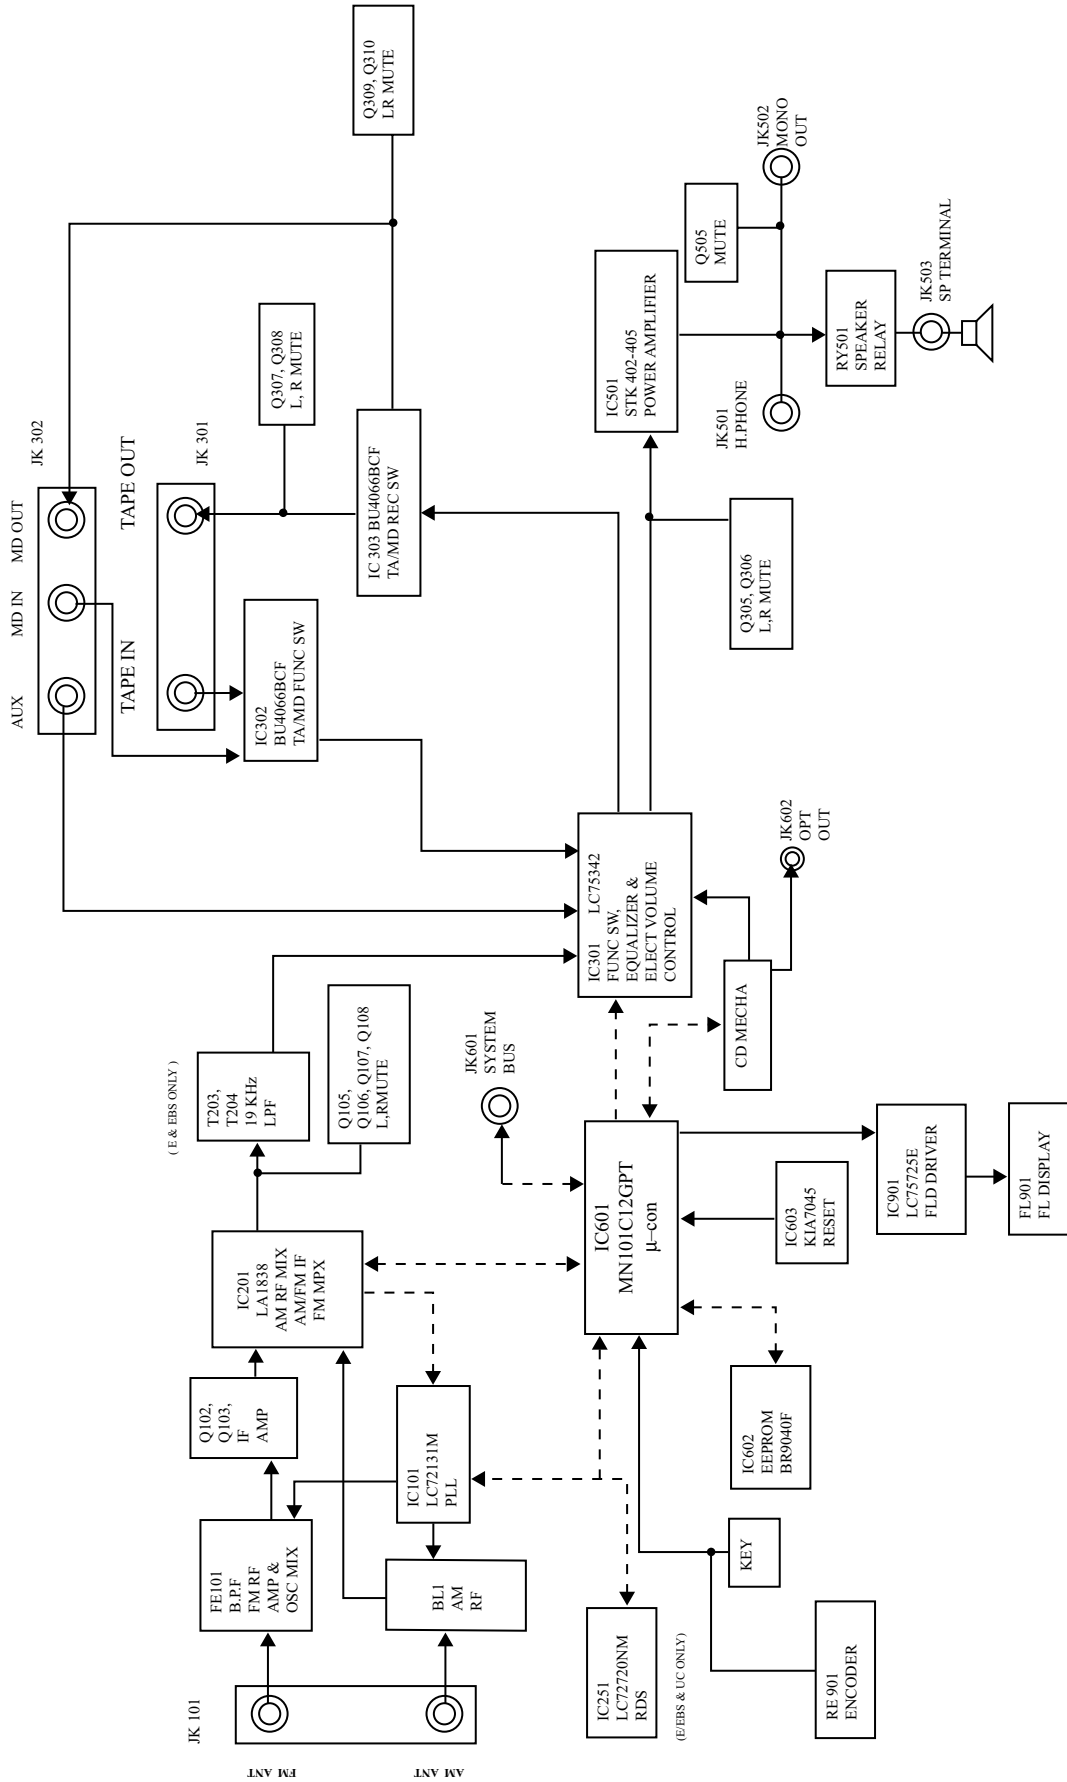 FM ANT
AM ANT
JK 101
FE101
B.P.F
FM RF
AMP &
OSC MIX
BL1
AM
RF
Q102,
Q103,
IF
AMP
IC101
LC72131M
PLL
IC201
LA1838
AM RF MIX
AM/FM IF
FM MPX
( E & EBS ONLY )
T203,
T204
19 KHz
LPF
Q105,
Q106, Q107, Q108
L,RMUTE
JK601
SYSTEM
BUS
IC251
LC72720NM
RDS
(E/EBS & UC ONLY)
RE 901
ENCODER
KEY
IC602
EEPROM
BR9040F
IC601
MN101C12GPT
μ−con
IC603
KIA7045
RESET
IC901
LC75725E
FLD DRIVER
FL901
FL DISPLAY
CD MECHA
JK602
OPT
OUT
IC301 LC75342
FUNC SW,
EQUALIZER &
ELECT VOLUME
CONTROL
AUX
MD IN
MD OUT
JK 302
TAPE IN
TAPE OUT
JK 301
IC302
BU4066BCF
TA/MD FUNC SW
IC 303 BU4066BCF
TA/MD REC SW
Q307, Q308
L, R MUTE
Q309, Q310
LR MUTE
Q305, Q306
L,R MUTE
IC501
STK 402-405
POWER AMPLIFIER
Q505
MUTE
JK502
MONO
OUT
JK501
H.PHONE
RY501
SPEAKER
RELAY
JK503
SP TERMINAL